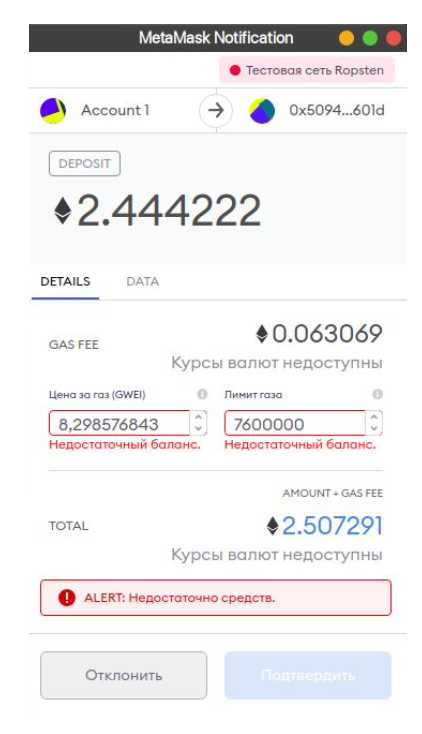 MetaMask Notification
Тестовая сеть Ropsten
Account 1
0x5094...601d
DEPOSIT
2.444222
DETAILS DATA
GAS FEE
0.063069
Курсы валют недоступны
Цена за газ (GWEI) Лимит газа
8,298576843 7600000
Недостаточный баланс. Недостаточный баланс.
AMOUNT + GAS FEE
TOTAL
2.507291
Курсы валют недоступны
ALERT: Недостаточно средств.
Отклонить Подтвердить